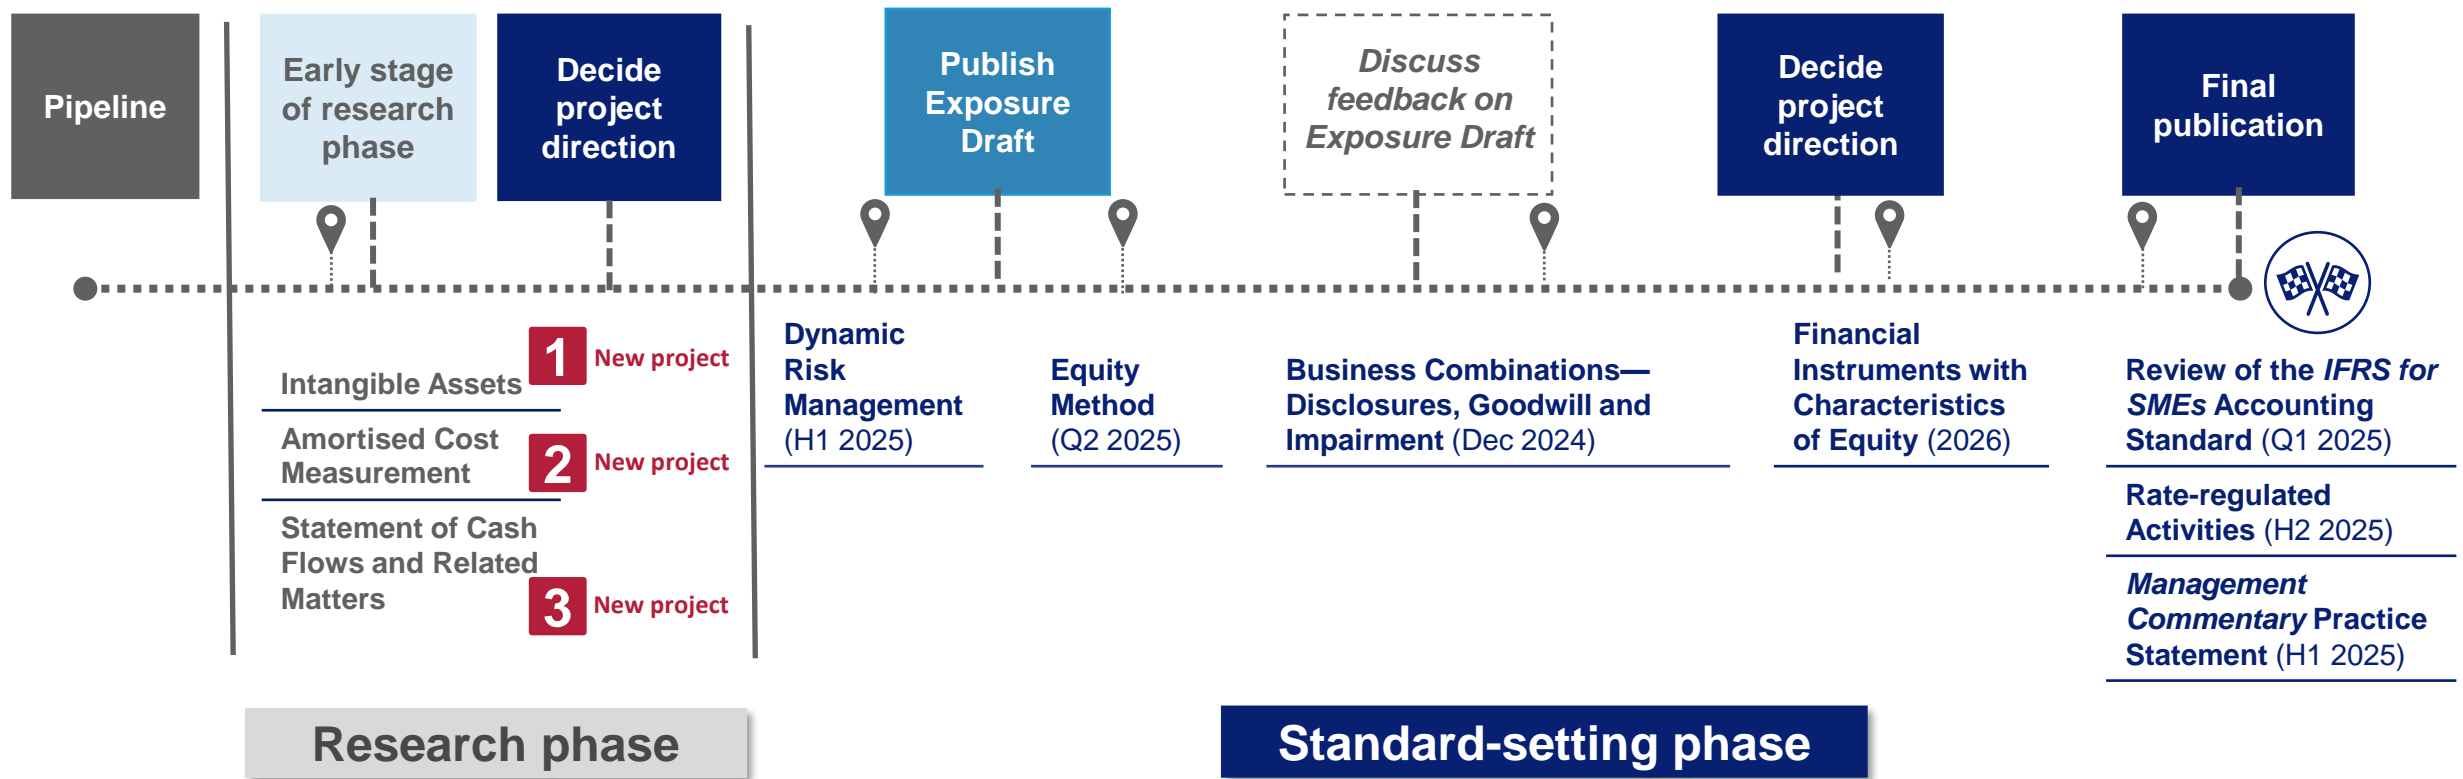 Pipeline
Early stage
of research
phase
Decide
project
direction
Publish
Exposure
Draft
Discuss
feedback on
Exposure Draft
Decide
project
direction
Final
publication
Intangible Assets
1 New project
Amortised Cost
Measurement
2 New project
Statement of Cash
Flows and Related
Matters
3 New project
Dynamic
Risk
Management
(H1 2025)
Equity
Method
(Q2 2025)
Business Combinations—
Disclosures, Goodwill and
Impairment (Dec 2024)
Financial
Instruments with
Characteristics
of Equity (2026)
Review of the IFRS for
SMEs Accounting
Standard (Q1 2025)
Rate-regulated
Activities (H2 2025)
Management
Commentary Practice
Statement (H1 2025)
Research phase
Standard-setting phase